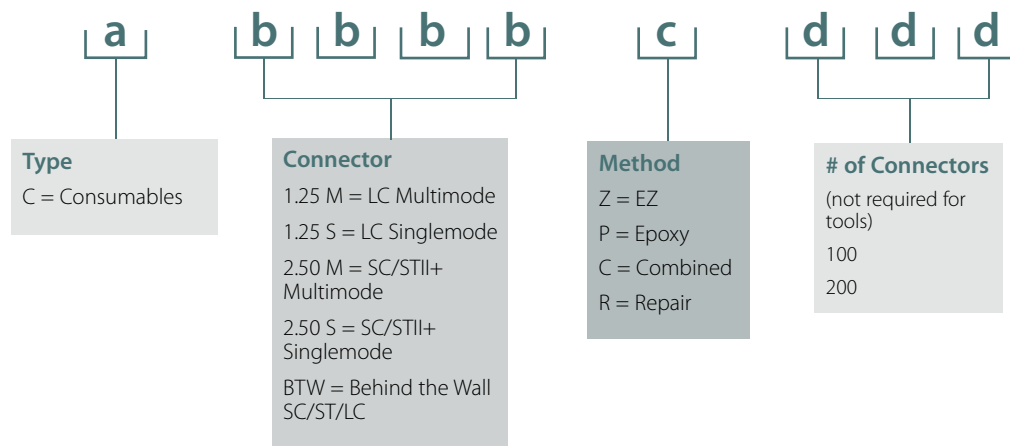 a b b b b c d d d
Type
C = Consumables
Connector
1.25 M = LC Multimode
1.25 S = LC Singlemode
2.50 M = SC/STII+
Multimode
2.50 S = SC/STII+
Singlemode
BTW = Behind the Wall
SC/ST/LC
Method
Z = EZ
P = Epoxy
C = Combined
R = Repair
# of Connectors
(not required for
tools)
100
200